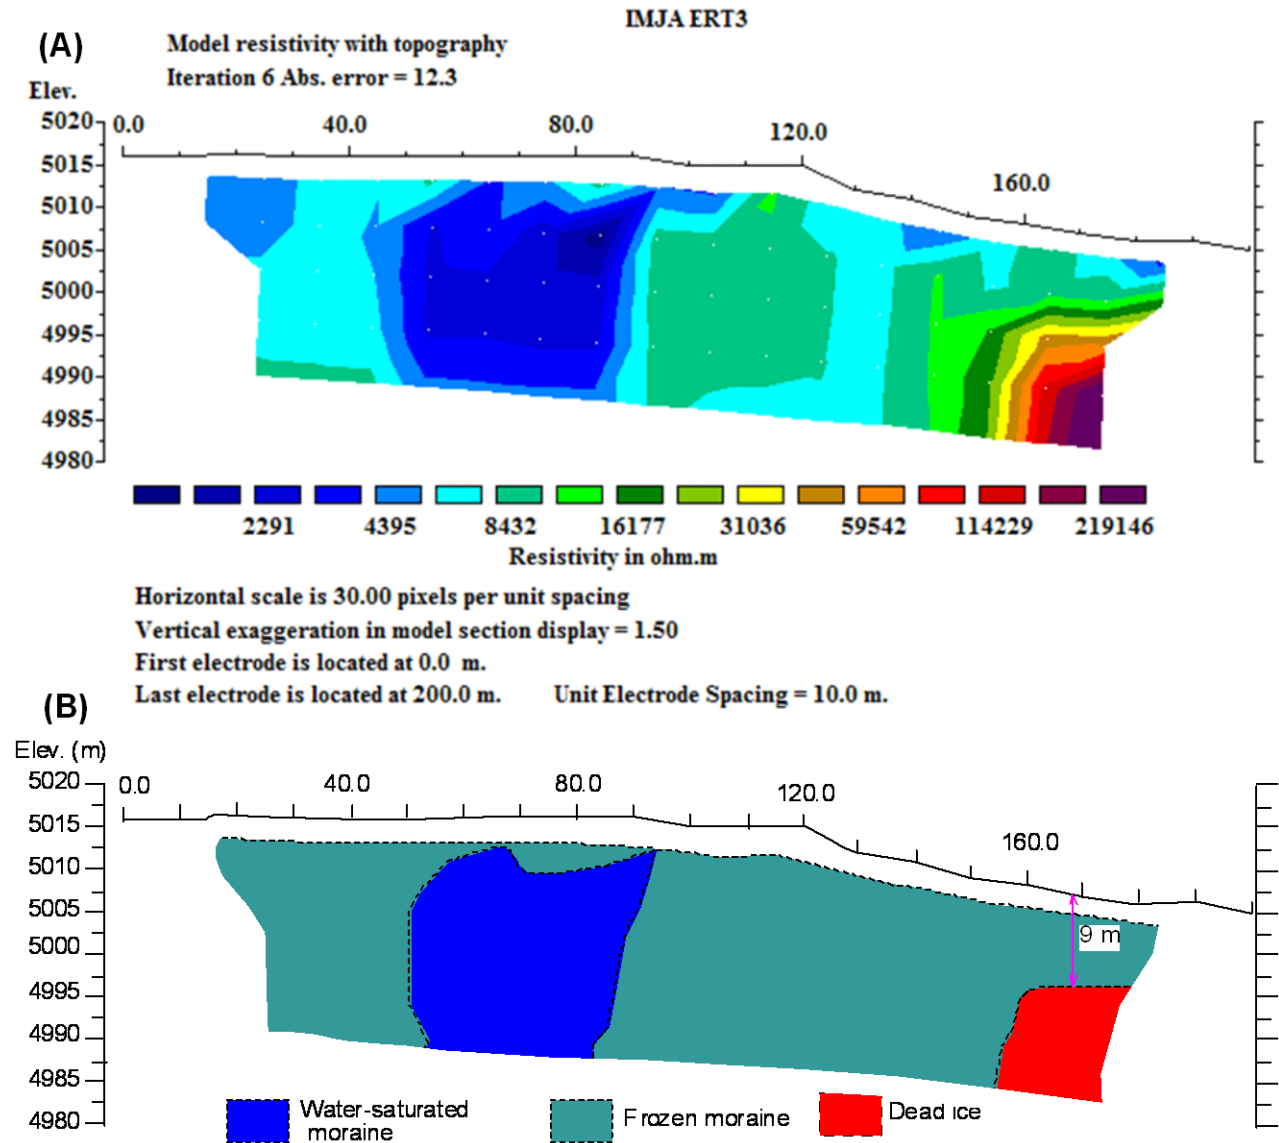 IMJA ERT3
(A)
Model resistivity with topography
Iteration 6 Abs. error = 12.3
Elev.
5020 0.0 40.0 80.0 120.0
5015
160.0
5010
5005
5000
4995
4990
4985
4980
2291 4395 8432 16177 31036 59542 114229 219146
Resistivity in ohm.m
Horizontal scale is 30.00 pixels per unit spacing
Vertical exaggeration in model section display = 1.50
First electrode is located at 0.0 m.
Last electrode is located at 200.0 m. Unit Electrode Spacing = 10.0 m.
(B)
Elev. (m)
5020 0.0 40.0 80.0 120.0
5015
160.0
5010
5005
9 m
5000
4995
4990
4985
4980
Water-saturated
moraine
Frozen moraine
Dead ice